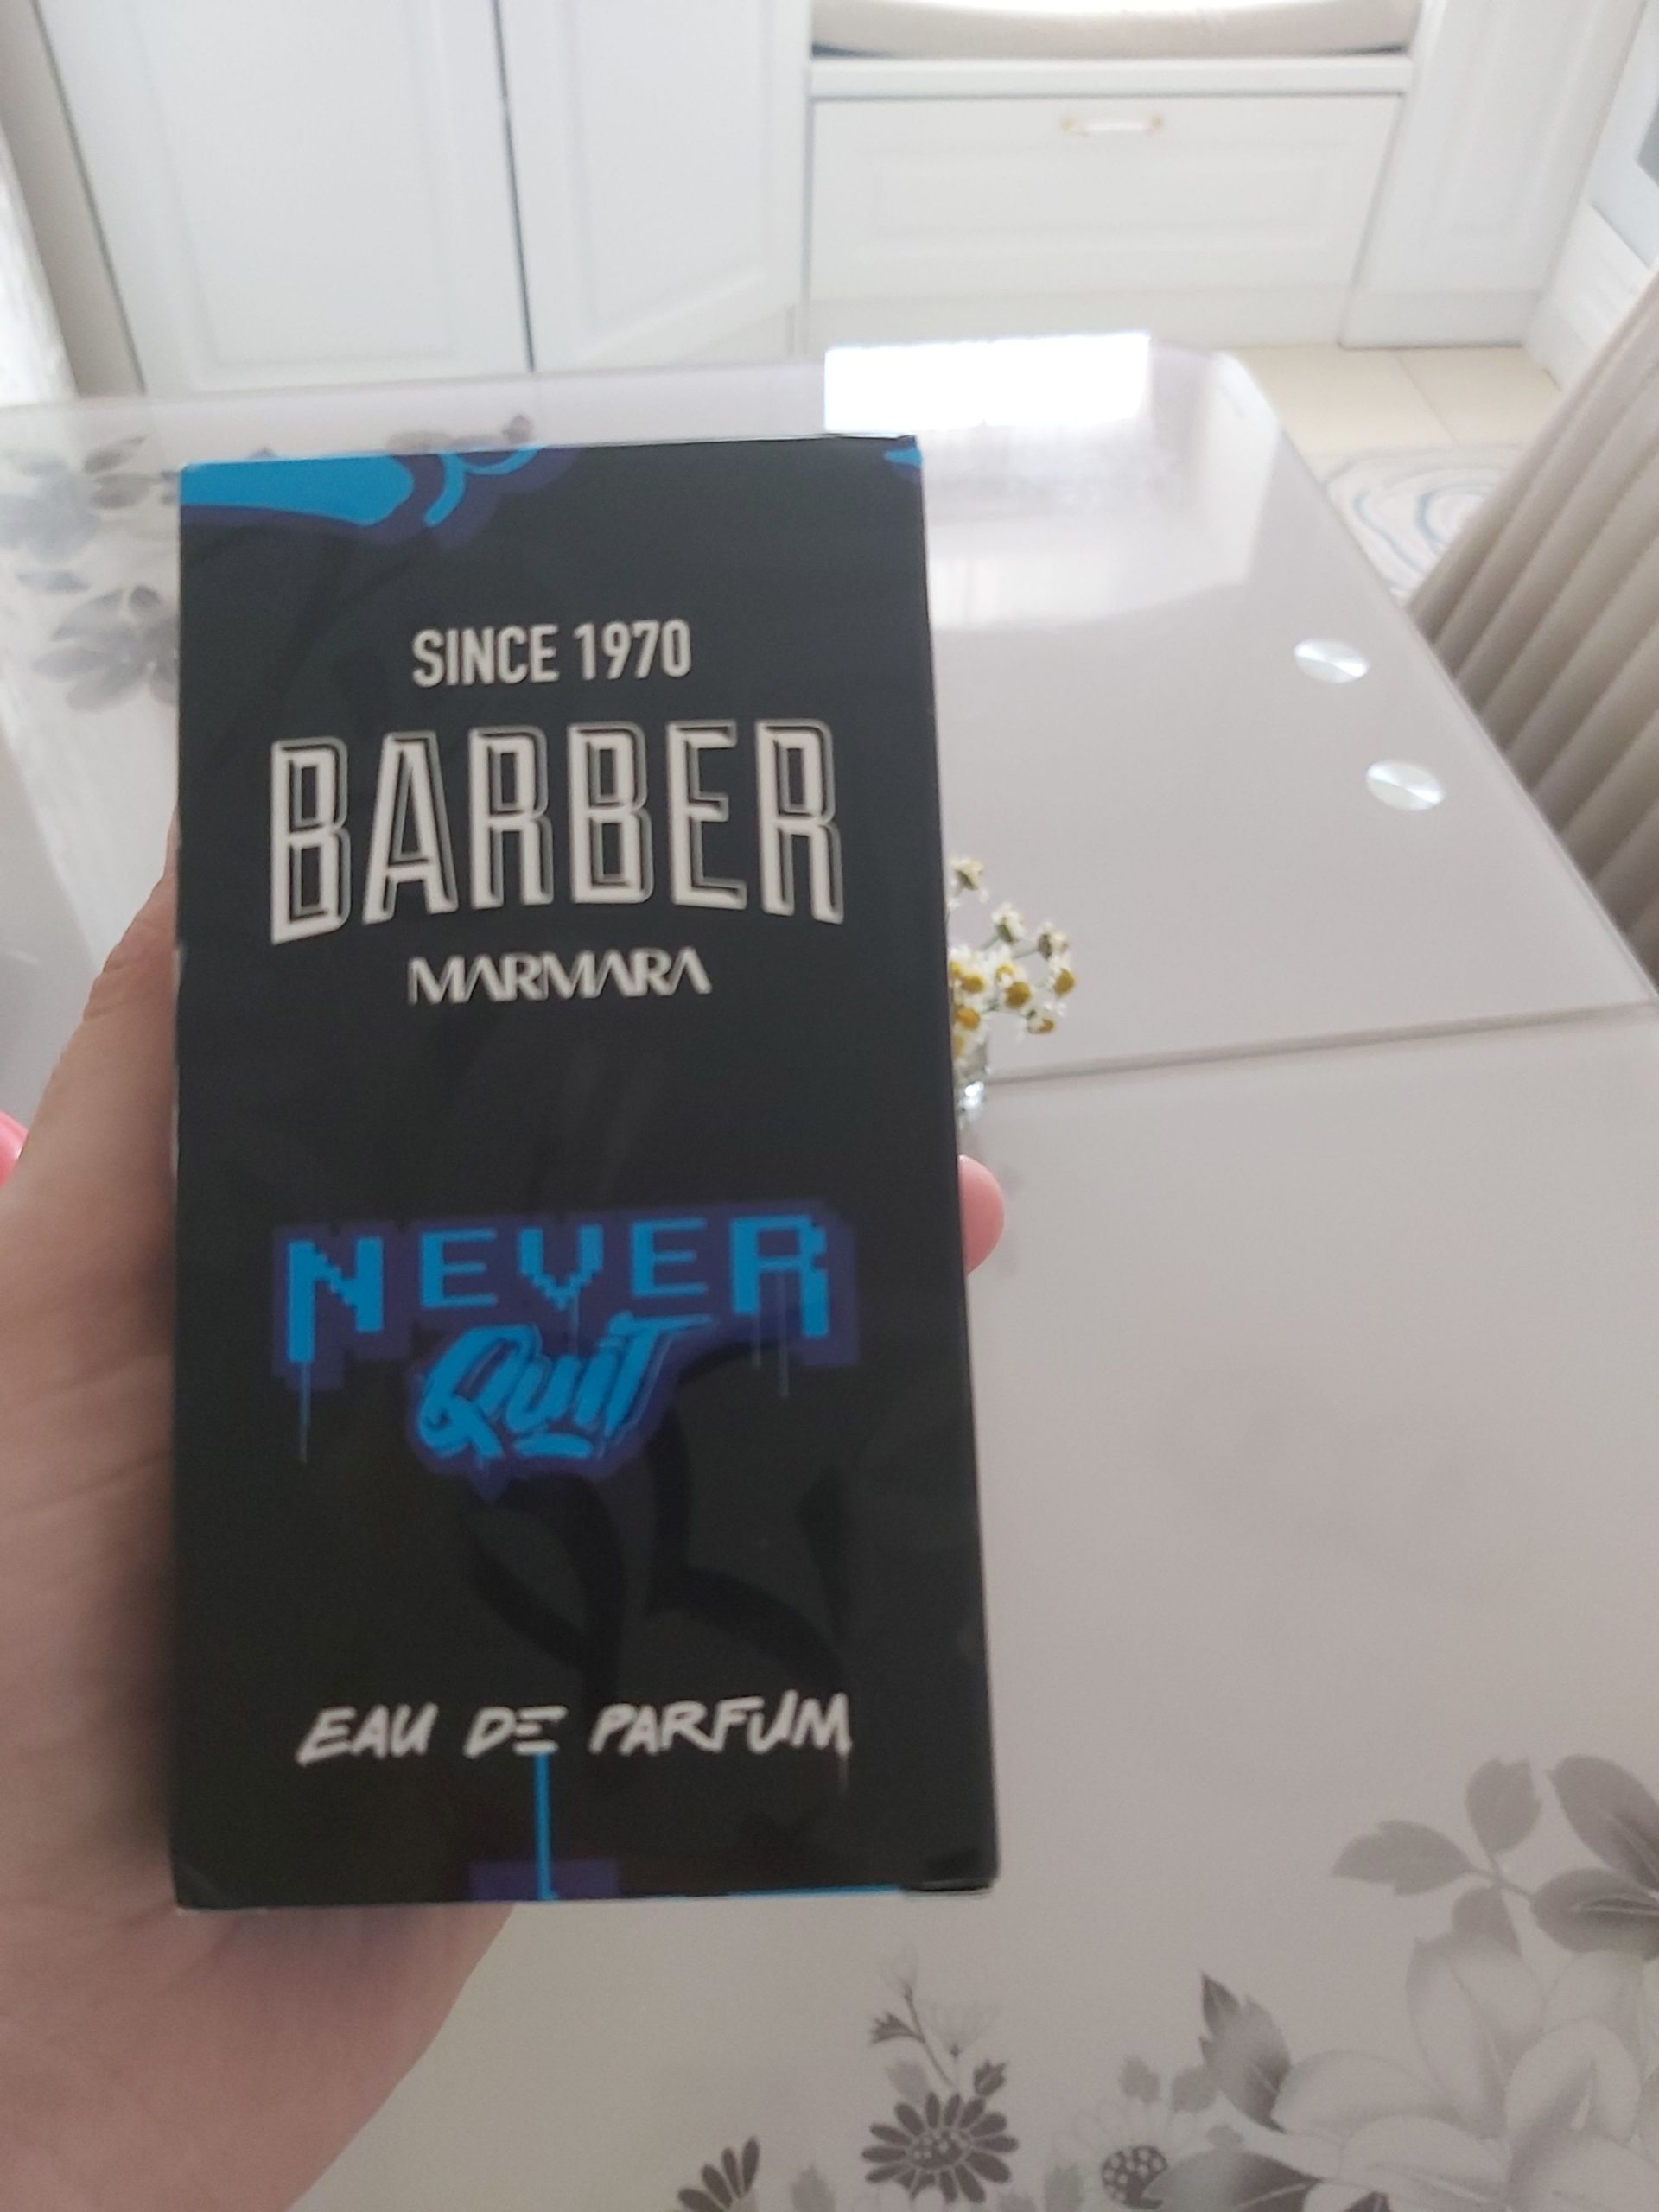 SINCE 1970
BARBER
MARMARA
NEVER
QuiT
EAU DE PARFUM